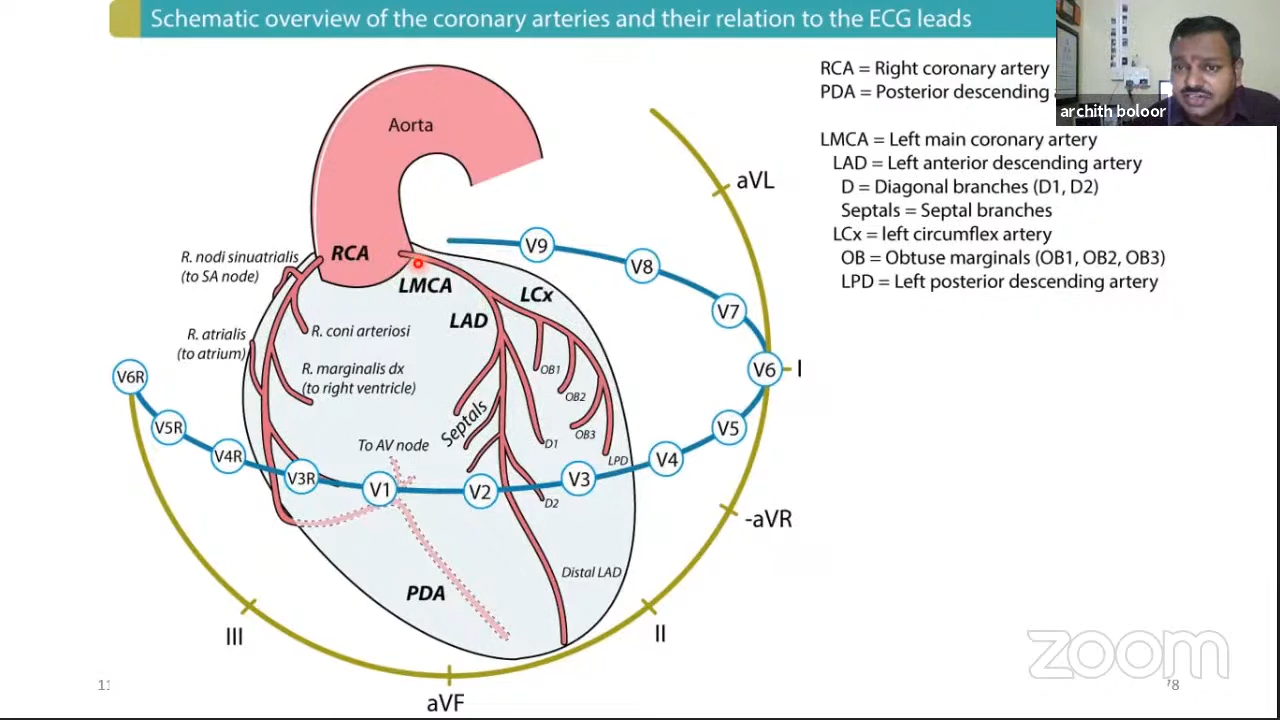 Schematic overview of the coronary arteries and their relation to the ECG leads
RCA = Right coronary artery
PDA = Posterior descending
archith boloor
LMCA = Left main coronary artery
LAD = Left anterior descending artery
D = Diagonal branches (D1, D2)
Septals = Septal branches
LCx = left circumflex artery
OB = Obtuse marginals (OB1, OB2, OB3)
LPD = Left posterior descending artery
Aorta
aVL
V9
V8
V7
V6
I
R. nodi sinuatrialis
(to SA node)
RCA
LMCA
LCx
LAD
R. coni arteriosi
R. atrialis
(to atrium)
R. marginalis dx
(to right ventricle)
OB1
OB2
OB3
LPD
Septals
D1
D2
To AV node
V6R
V5R
V4R
V3R
V1
V2
V3
V4
V5
-aVR
Distal LAD
PDA
III
II
aVF
zoom
11
78